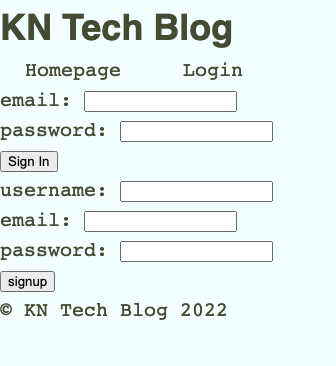 KN Tech Blog
Homepage Login
email:
password:
Sign In
username:
email:
password:
signup
© KN Tech Blog 2022